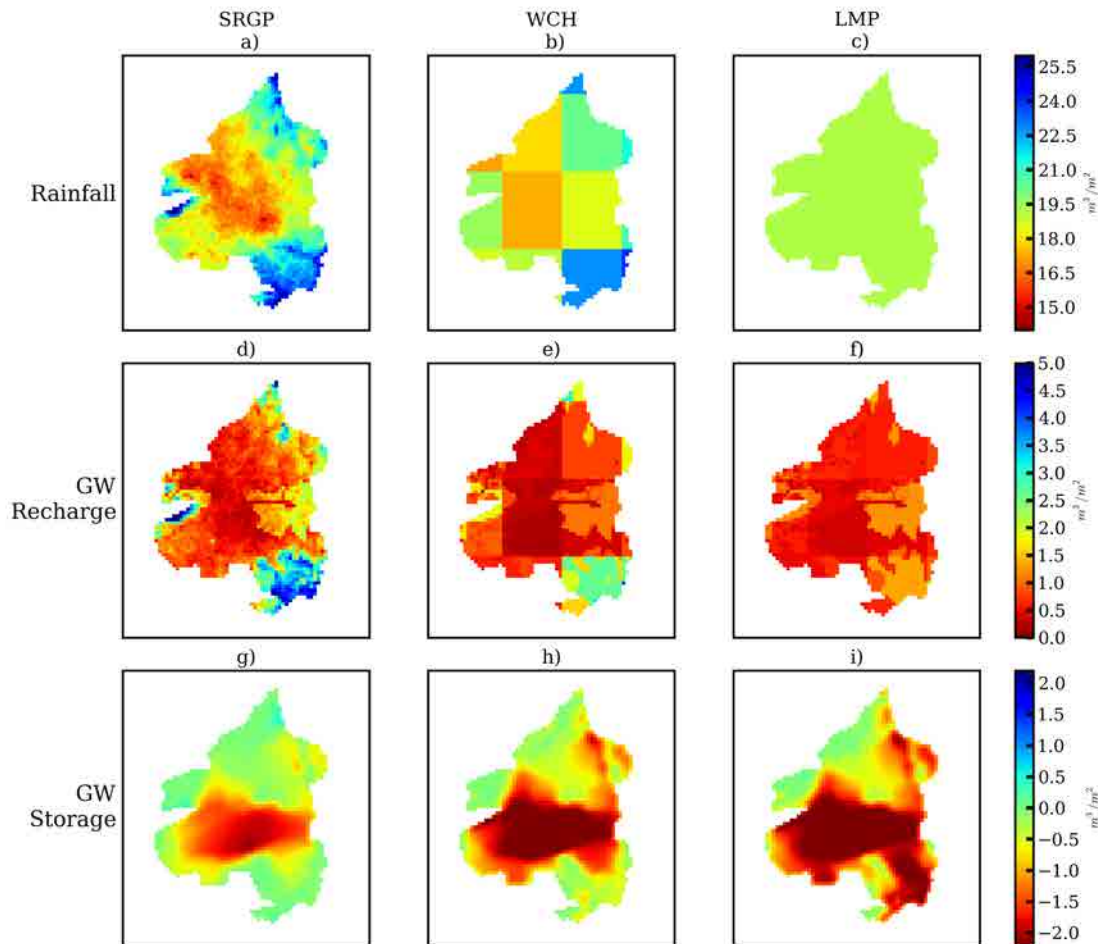 SRGP WCH LMP
a) b) c)
Rainfall
25.5
24.0
22.5
21.0
19.5
18.0
16.5
15.0
m³/m²
d) e) f)
GW
Recharge
5.0
4.5
4.0
3.5
3.0
2.5
2.0
1.5
1.0
0.5
0.0
m³/m²
g) h) i)
GW
Storage
2.0
1.5
1.0
0.5
0.0
−0.5
−1.0
−1.5
−2.0
m³/m²